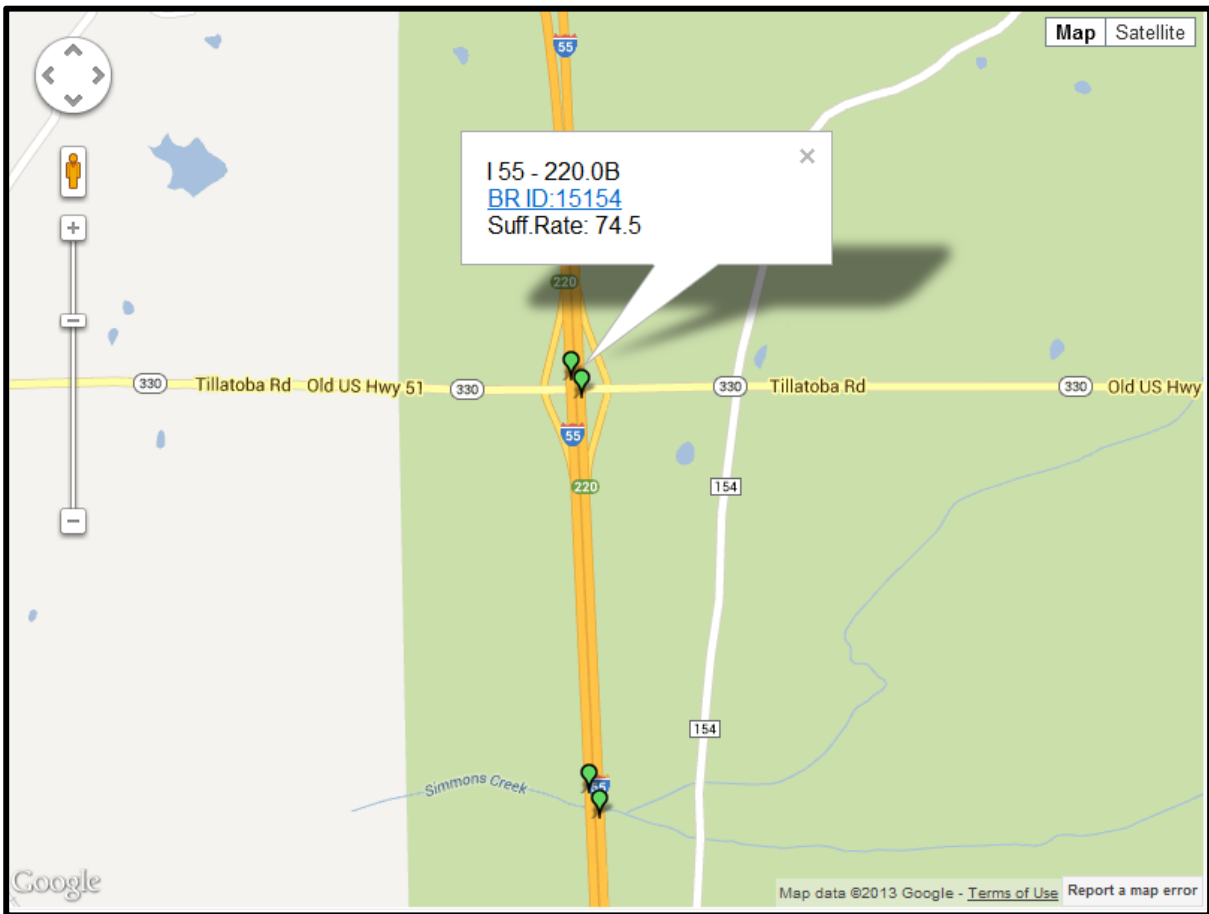 55
Map Satellite
I 55 - 220.0B
BR ID:15154
Suff.Rate: 74.5
×
220
330 Tillatoba Rd Old US Hwy 51 330 330 Tillatoba Rd 330 Old US Hwy
55
220
154
154
Simmons Creek
Google
Map data ©2013 Google - Terms of Use Report a map error